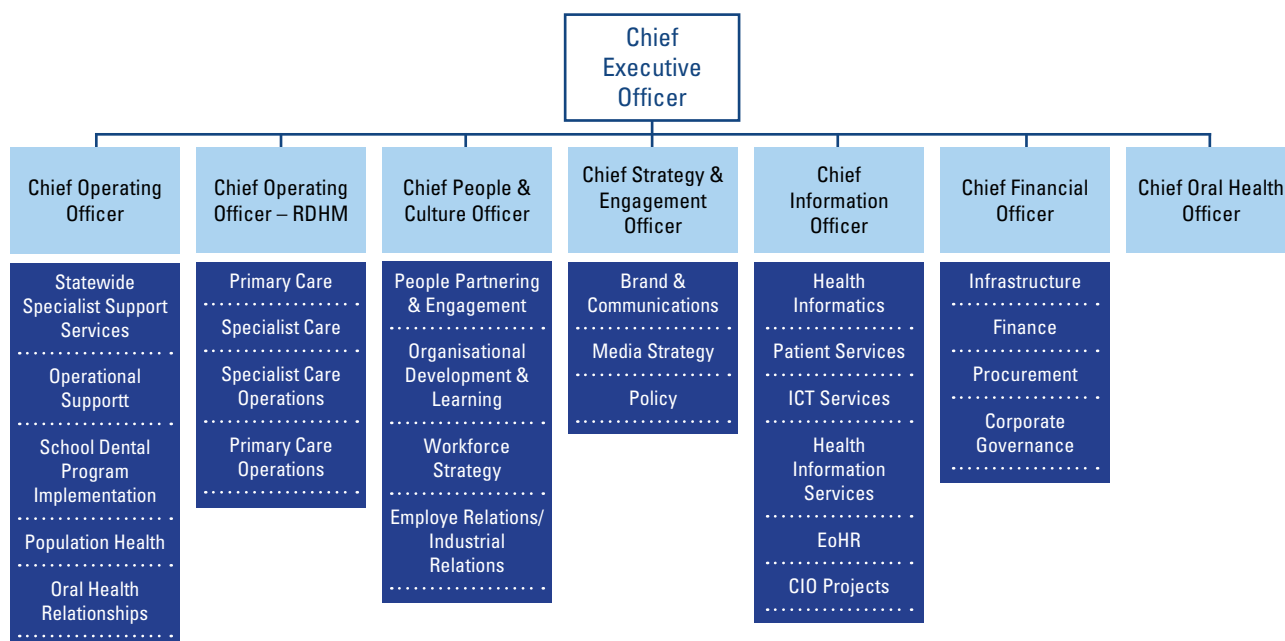 Chief
Executive
Officer
Chief Operating
Officer
Chief Operating
Officer – RDHM
Chief People &
Culture Officer
Chief Strategy &
Engagement
Officer
Chief
Information
Officer
Chief Financial
Officer
Chief Oral Health
Officer
Statewide
Specialist Support
Services
Operational
Supportt
School Dental
Program
Implementation
Population Health
Oral Health
Relationships
Primary Care
Specialist Care
Specialist Care
Operations
Primary Care
Operations
People Partnering
& Engagement
Organisational
Development &
Learning
Workforce
Strategy
Employe Relations/
Industrial
Relations
Brand &
Communications
Media Strategy
Policy
Health
Informatics
Patient Services
ICT Services
Health
Information
Services
EoHR
CIO Projects
Infrastructure
Finance
Procurement
Corporate
Governance